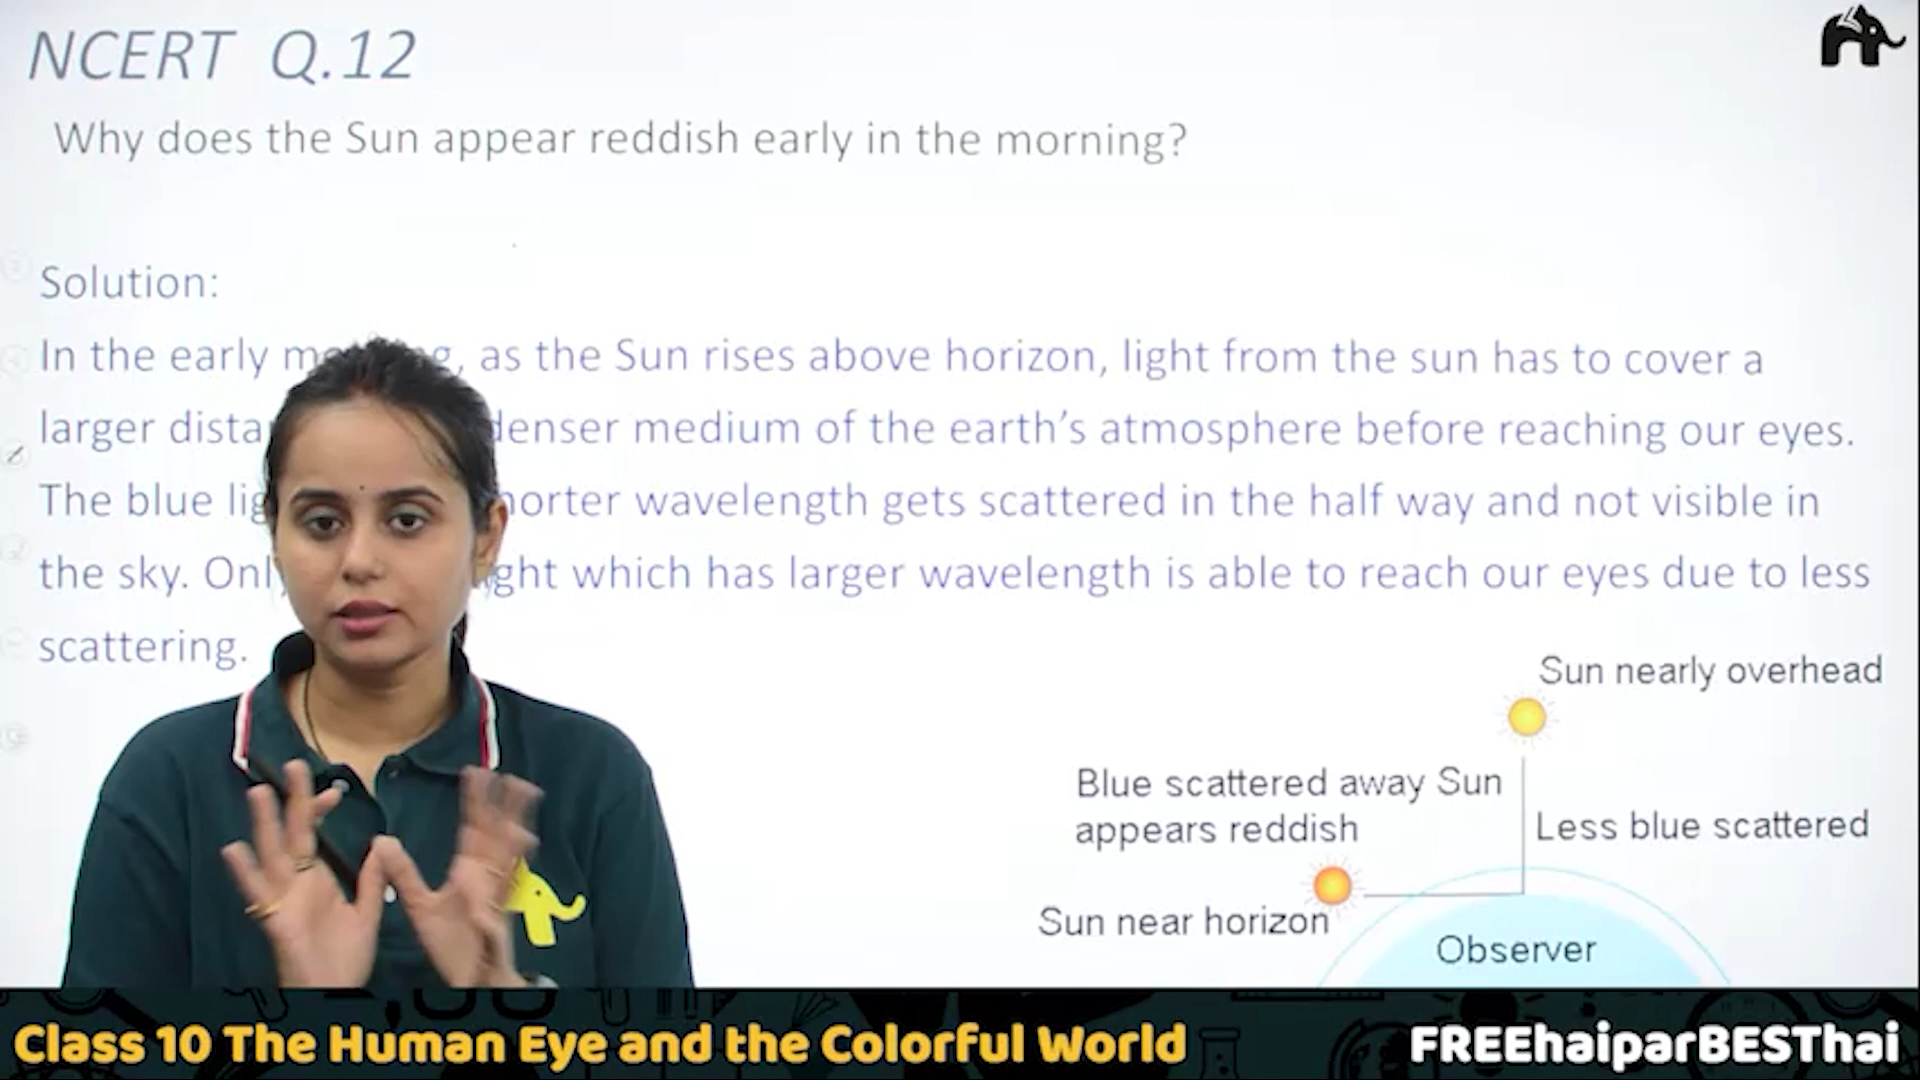 NCERT Q.12
Why does the Sun appear reddish early in the morning?
Solution:
In the early , as the Sun rises above horizon, light from the sun has to cover a
larger denser medium of the earth's atmosphere before reaching our eyes.
The blue wavelength gets scattered in the half way and not visible in
the sky. which has larger wavelength is able to reach our eyes due to less
scattering.
Sun nearly overhead
Blue scattered away Sun
appears reddish
Less blue scattered
Sun near horizon
Observer
Class 10 The Human Eye and the Colorful World
FREEhaiparBESThai